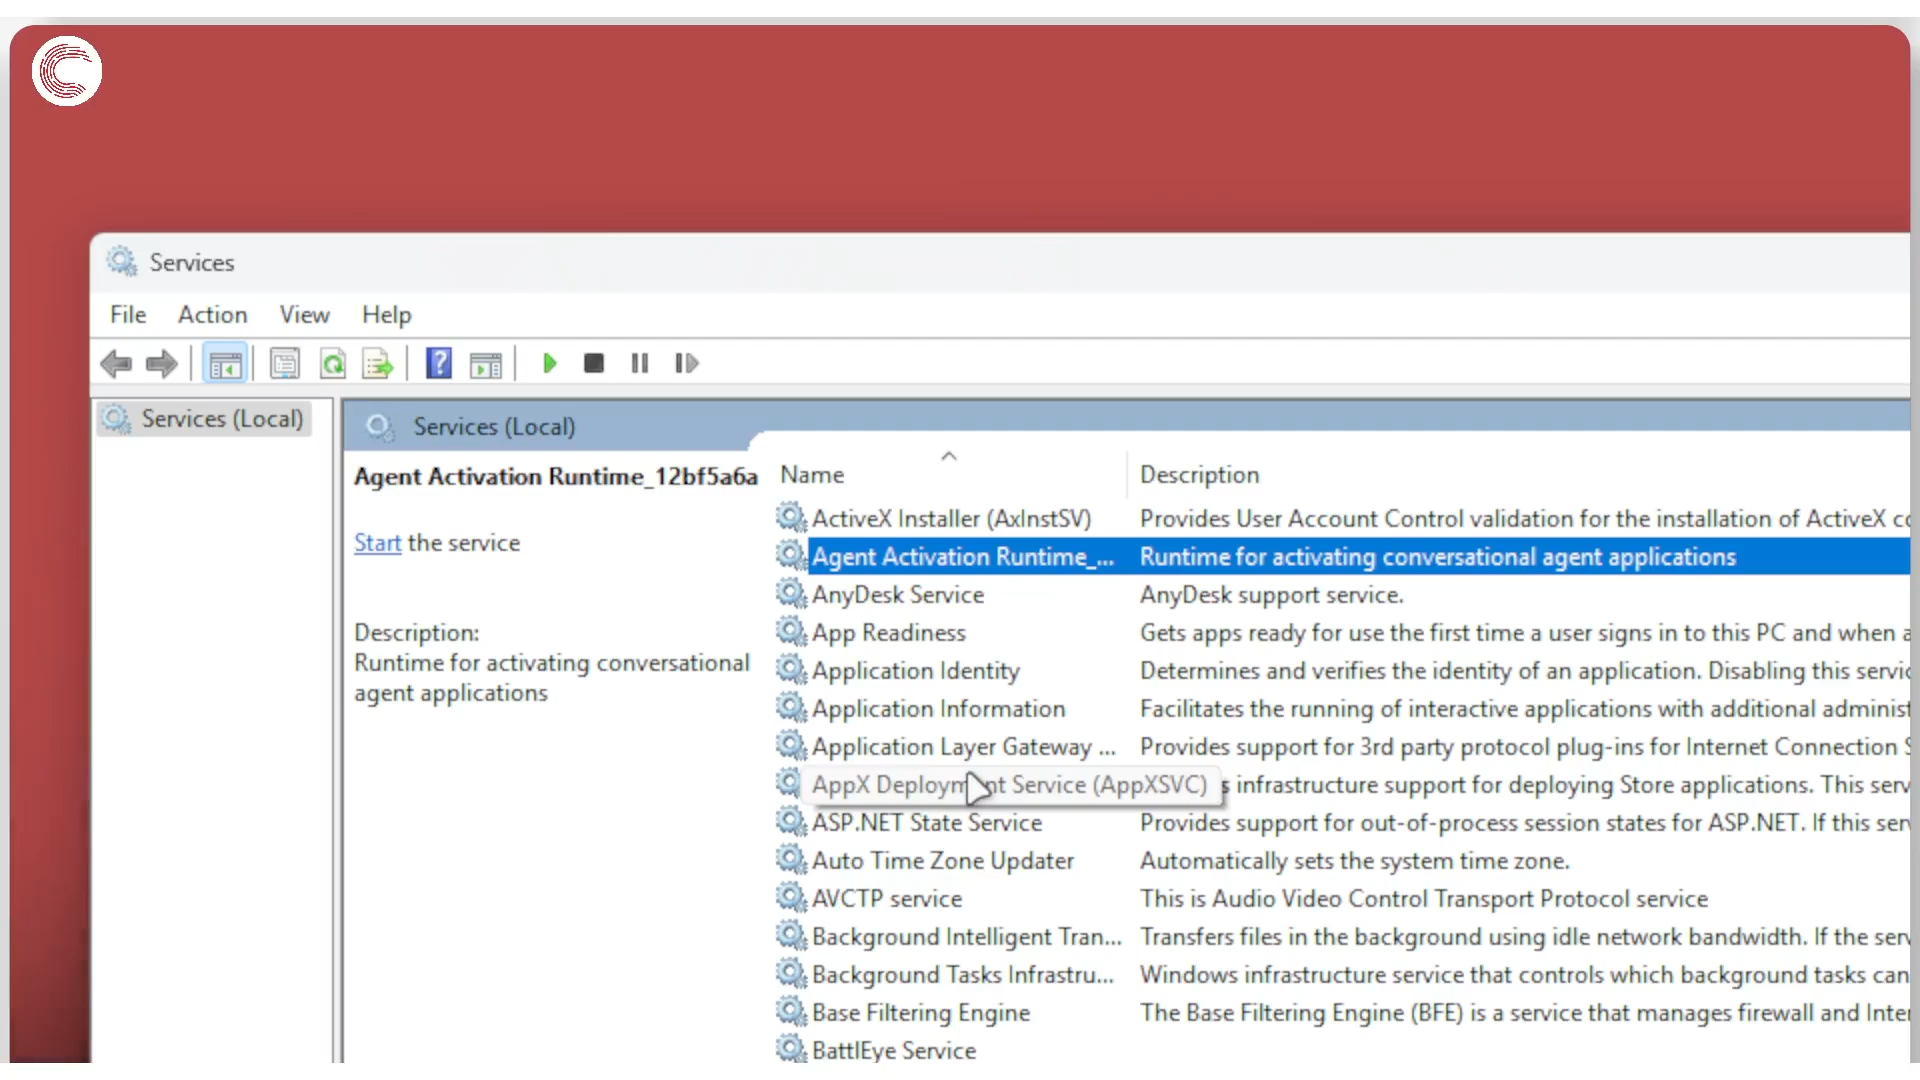 Services
File Action View Help
Services (Local)
Services (Local)
Agent Activation Runtime_12bf5a6a
Start the service
Description:
Runtime for activating conversational
agent applications
Name Description
ActiveX Installer (AxInstSV) Provides User Account Control validation for the installation of ActiveX co
Agent Activation Runtime_... Runtime for activating conversational agent applications
AnyDesk Service AnyDesk support service.
App Readiness Gets apps ready for use the first time a user signs in to this PC and when a
Application Identity Determines and verifies the identity of an application. Disabling this servic
Application Information Facilitates the running of interactive applications with additional administ
Application Layer Gateway ... Provides support for 3rd party protocol plug-ins for Internet Connection S
AppX Deployment Service (AppXSVC) s infrastructure support for deploying Store applications. This serv
ASP.NET State Service Provides support for out-of-process session states for ASP.NET. If this ser
Auto Time Zone Updater Automatically sets the system time zone.
AVCTP service This is Audio Video Control Transport Protocol service
Background Intelligent Tran... Transfers files in the background using idle network bandwidth. If the serv
Background Tasks Infrastru... Windows infrastructure service that controls which background tasks can
Base Filtering Engine The Base Filtering Engine (BFE) is a service that manages firewall and Inter
BattlEye Service